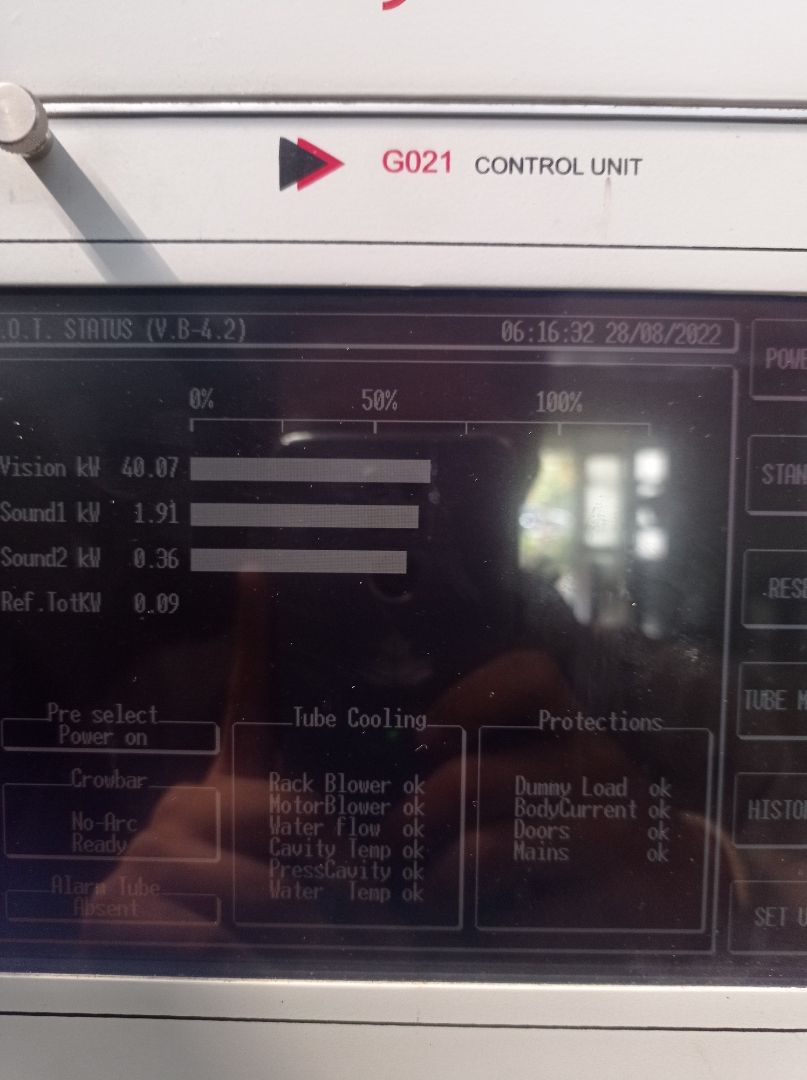 G021 CONTROL UNIT
.O.T. STATUS (V.B-4.2) 06:16:32 28/08/2022
0% 50% 100%
Vision kW 40.07
Sound1 kW 1.91
Sound2 kW 0.36
Ref.TotKW 0.09
POWE
STAN
RESE
TUBE M
HISTO
SET U
Pre select
Power on
Crowbar
No-Arc
Ready
Alarm Tube
Absent
Tube Cooling
Rack Blower ok
MotorBlower ok
Water flow ok
Cavity Temp ok
PressCavity ok
Water Temp ok
Protections
Dummy Load ok
BodyCurrent ok
Doors ok
Mains ok